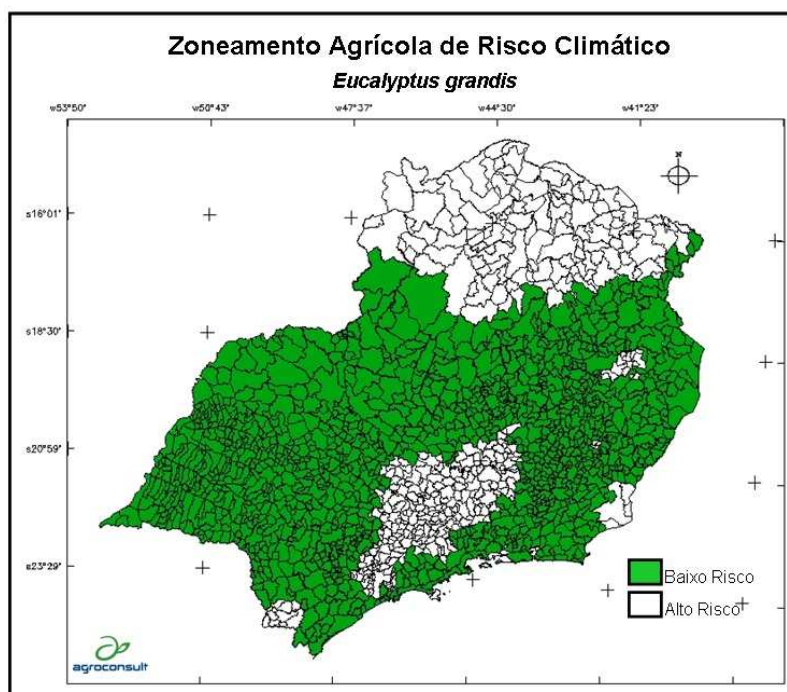 Zoneamento Agrícola de Risco Climático
Eucalyptus grandis
w53°50' w50°43' w47°37' w44°30' w41°23'
N
s16°01'
s18°30'
s20°59'
s23°29'
Baixo Risco
Alto Risco
agroconsult